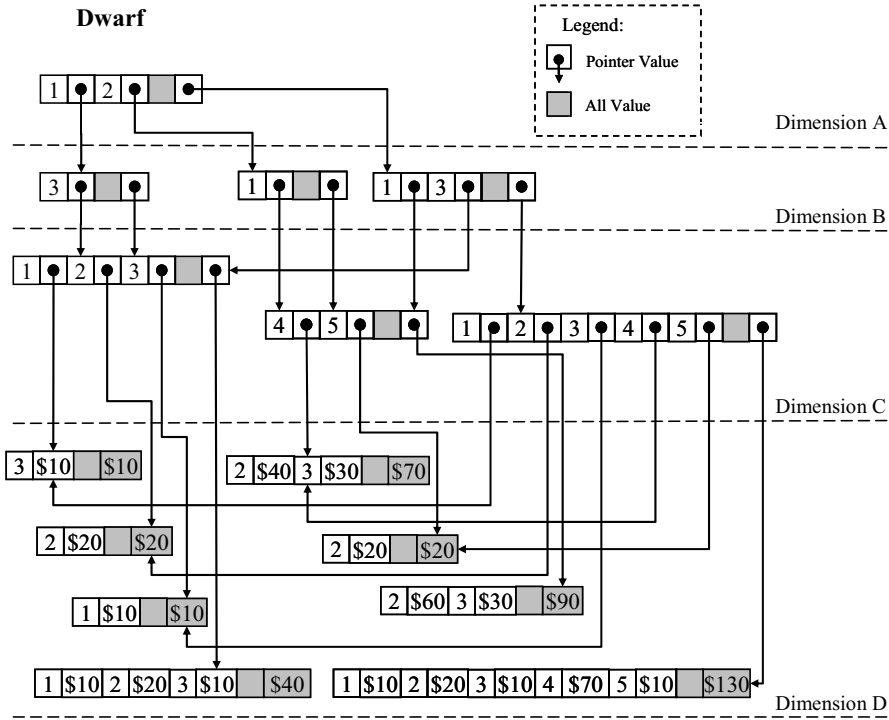 Dwarf
Legend:
Pointer Value
All Value
1 2
Dimension A
3
1
1 3
Dimension B
1 2 3
4 5
1 2 3 4 5
Dimension C
3 $10 $10
2 $40 3 $30 $70
2 $20 $20
2 $20 $20
2 $60 3 $30 $90
1 $10 $10
1 $10 2 $20 3 $10 $40
1 $10 2 $20 3 $10 4 $70 5 $10 $130
Dimension D